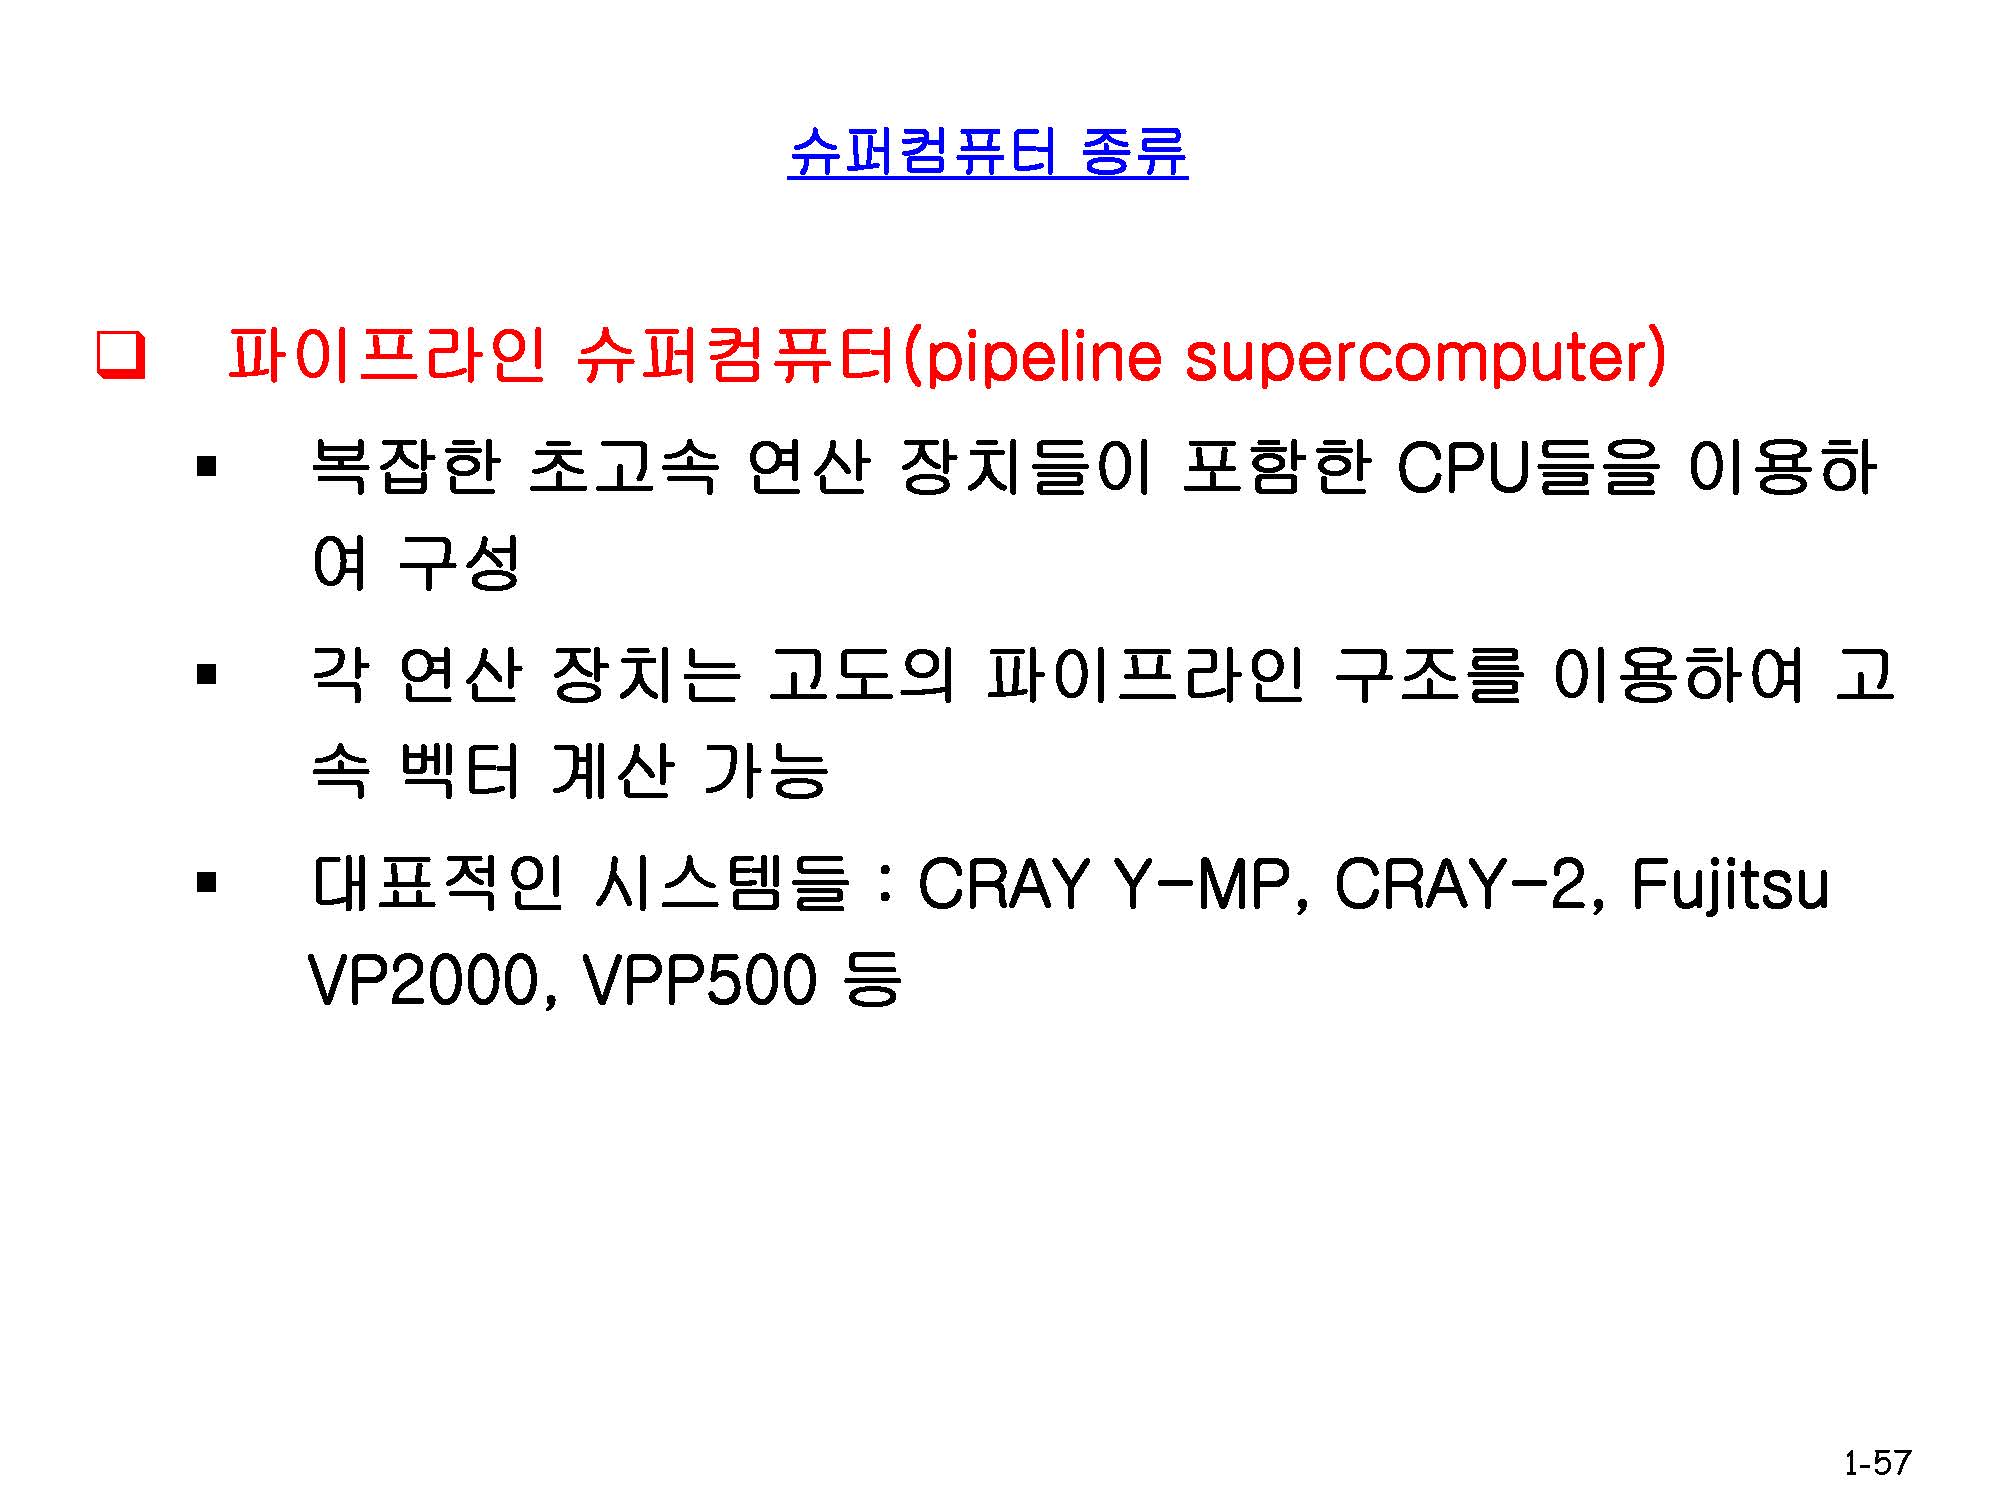 슈퍼컴퓨터 종류
❑ 파이프라인 슈퍼컴퓨터(pipeline supercomputer)
▪ 복잡한 초고속 연산 장치들이 포함한 CPU들을 이용하
여 구성
▪ 각 연산 장치는 고도의 파이프라인 구조를 이용하여 고
속 벡터 계산 가능
▪ 대표적인 시스템들 : CRAY Y-MP, CRAY-2, Fujitsu
VP2000, VPP500 등
1-57